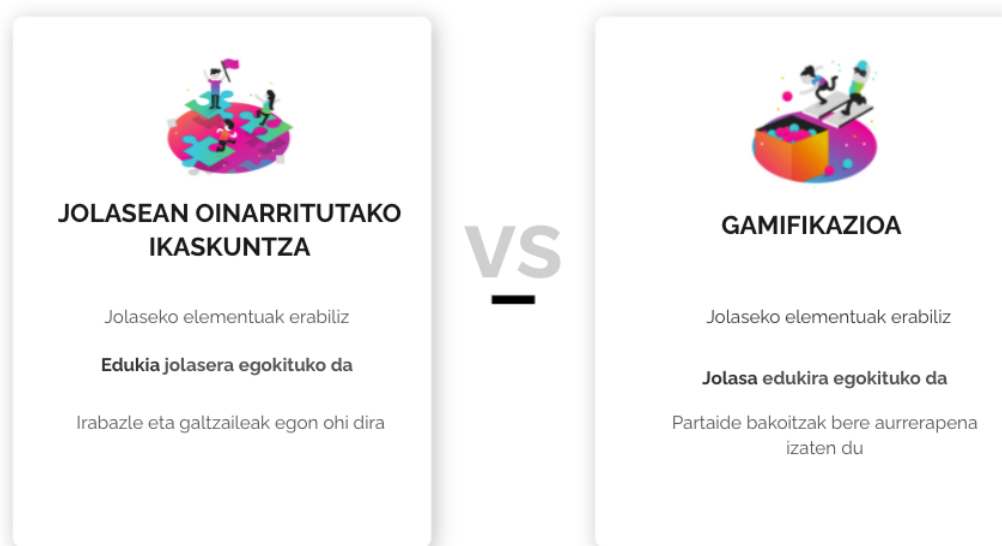 JOLASEAN OINARRITUTAKO
IKASKUNTZA
Jolaseko elementuak erabiliz
Edukia jolasera egokituko da
Irabazle eta galtzaileak egon ohi dira
VS
GAMIFIKAZIOA
Jolaseko elementuak erabiliz
Jolasa edukira egokituko da
Partaide bakoitzak bere aurrerapena
izaten du